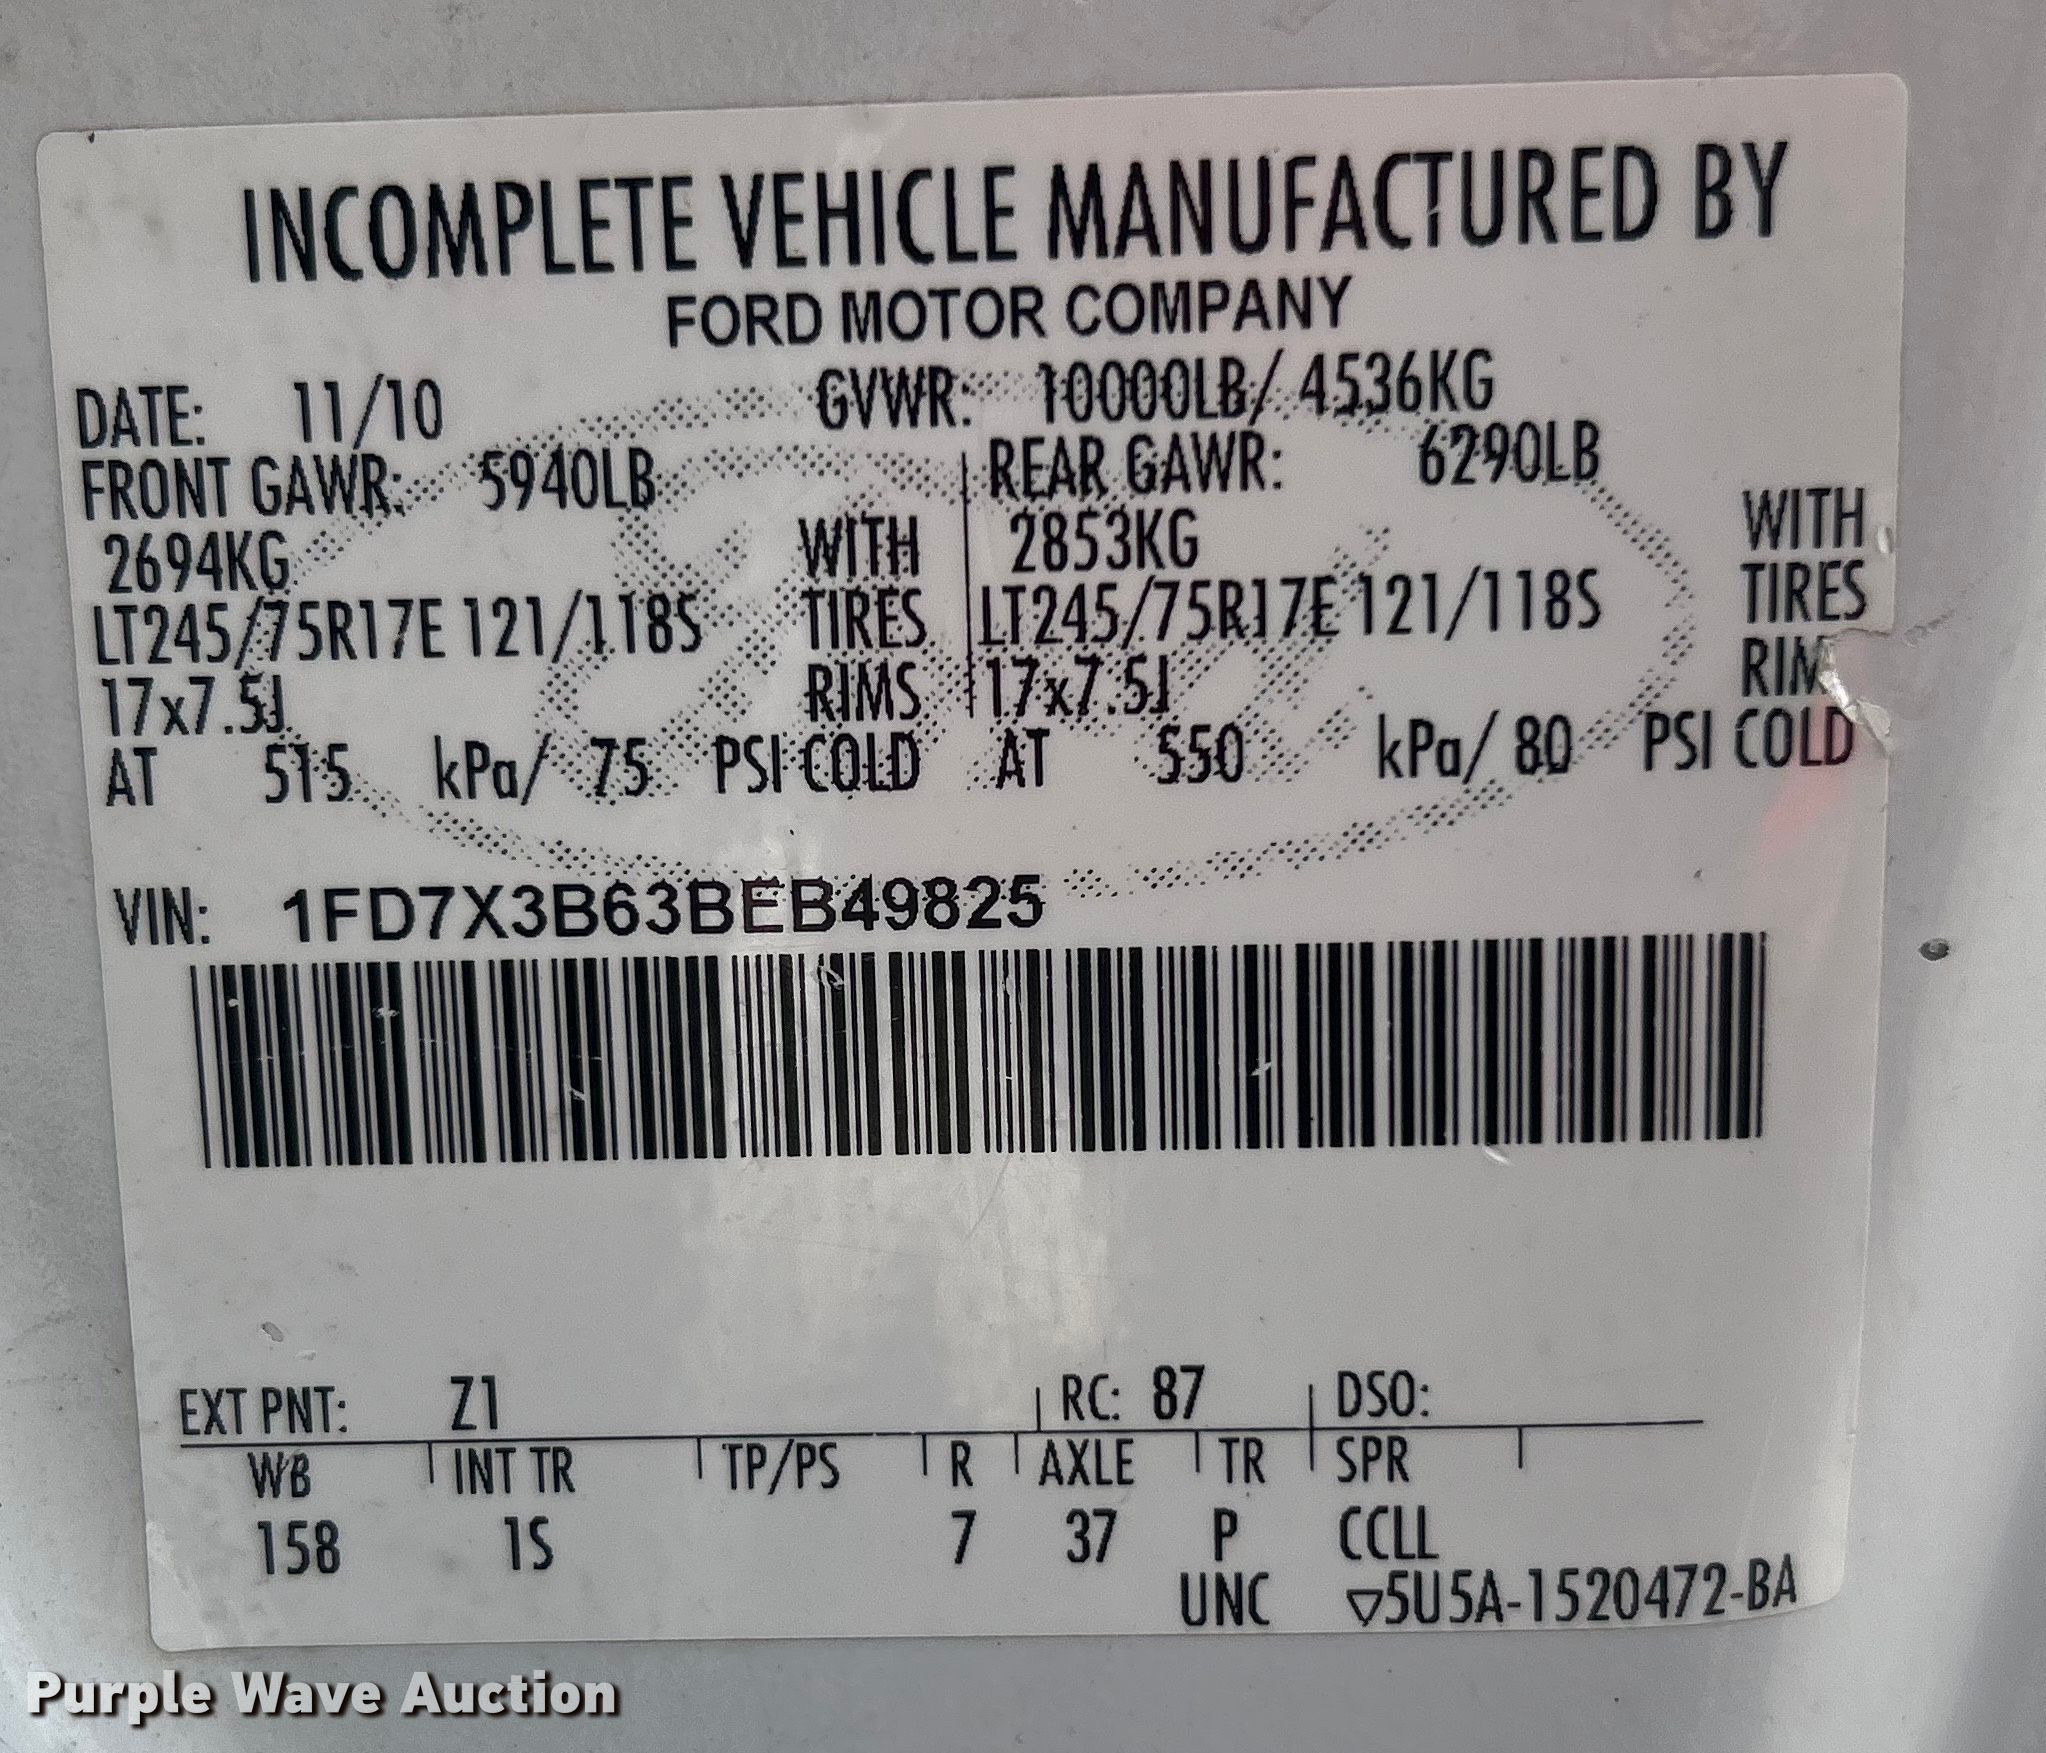 INCOMPLETE VEHICLE MANUFACTURED BY
FORD MOTOR COMPANY
DATE: 11/10 GVWR: 10000LB/ 4536KG
FRONT GAWR: 5940LB REAR GAWR: 6290LB
2694KG WITH 2853KG WITH
LT245/75R17E 121/118S TIRES LT245/75R17E 121/118S TIRES
17x7.5J RIMS 17x7.5J RIM
AT 515 kPa/ 75 PSI COLD AT 550 kPa/ 80 PSI COLD
VIN: 1FD7X3B63BEB49825
EXT PNT: Z1 RC: 87 DSO:
WB INT TR TP/PS R AXLE TR SPR
158 1S 7 37 P CCLL
UNC ▽5U5A-1520472-BA
Purple Wave Auction